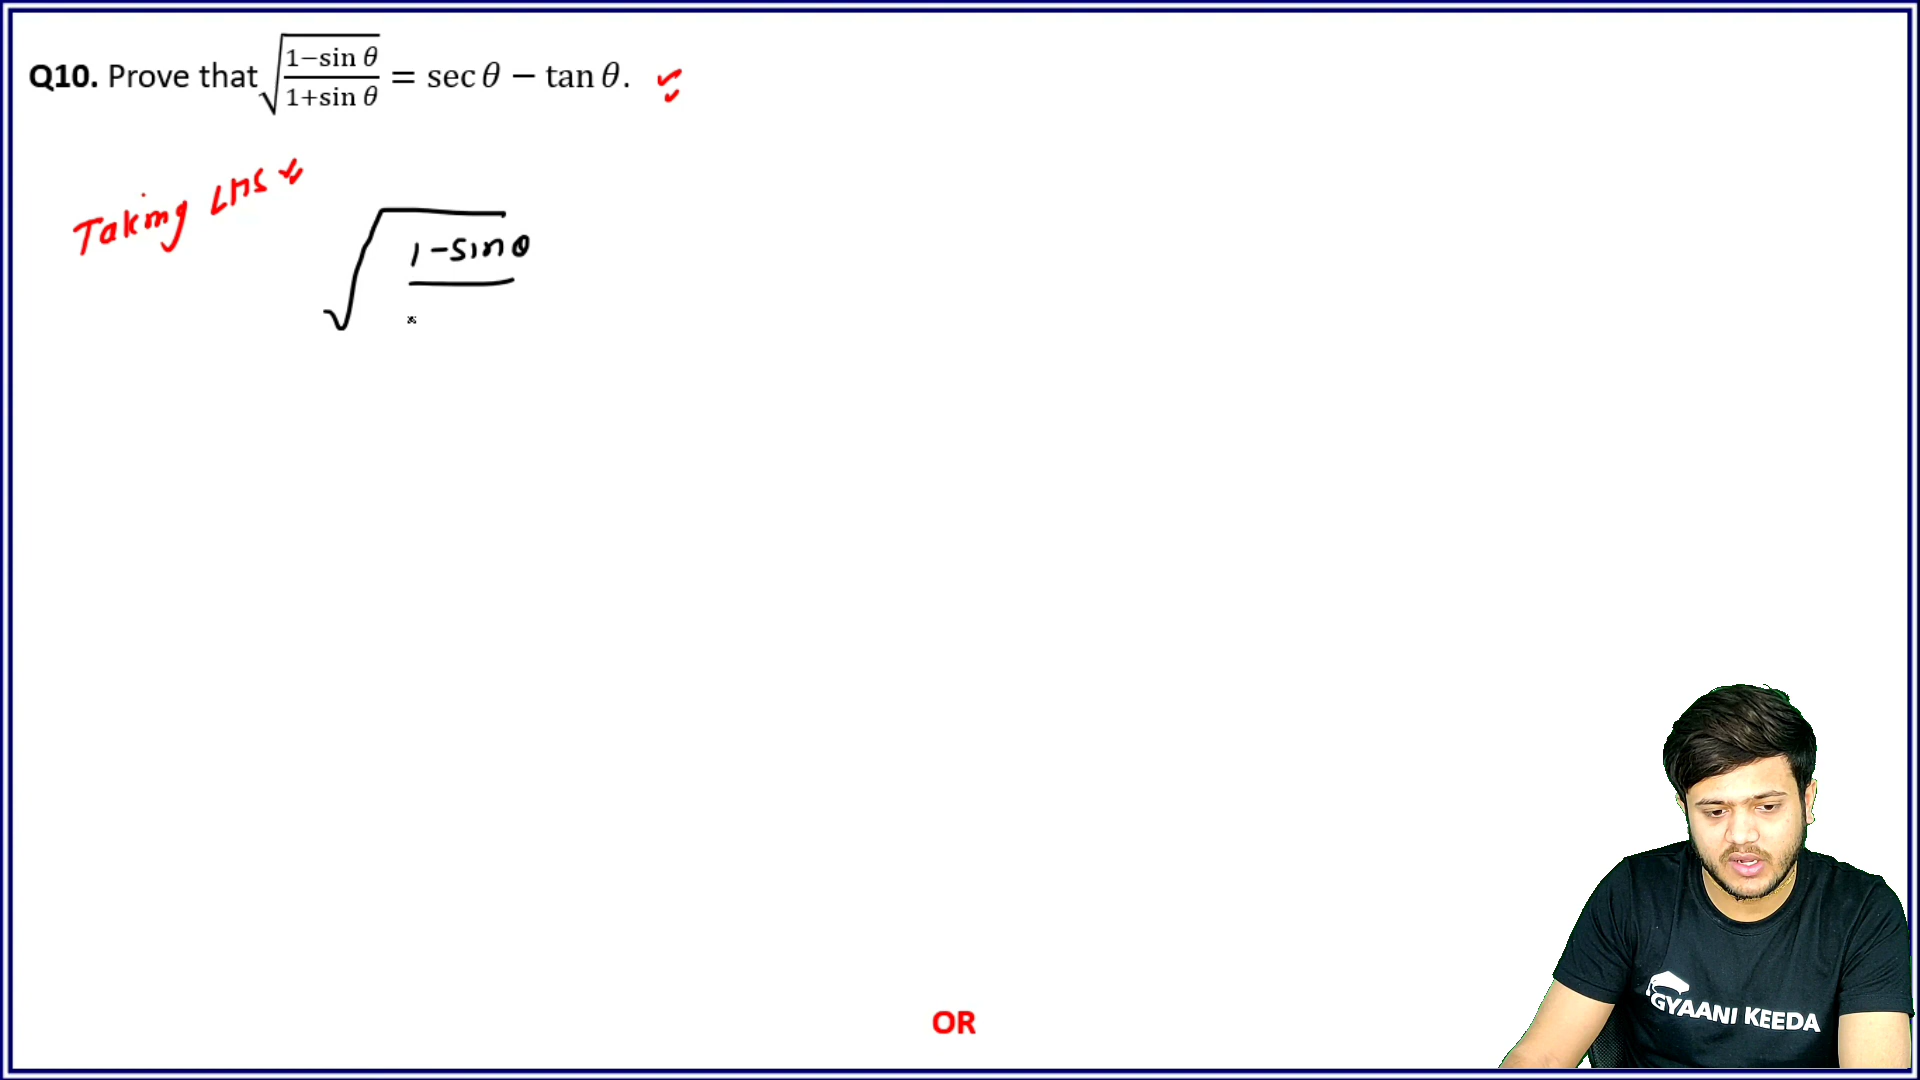 Q10. Prove that √((1−sin θ)/(1+sin θ)) = sec θ − tan θ.
Taking LHS
√(1-sinθ
OR
GYAANI KEEDA